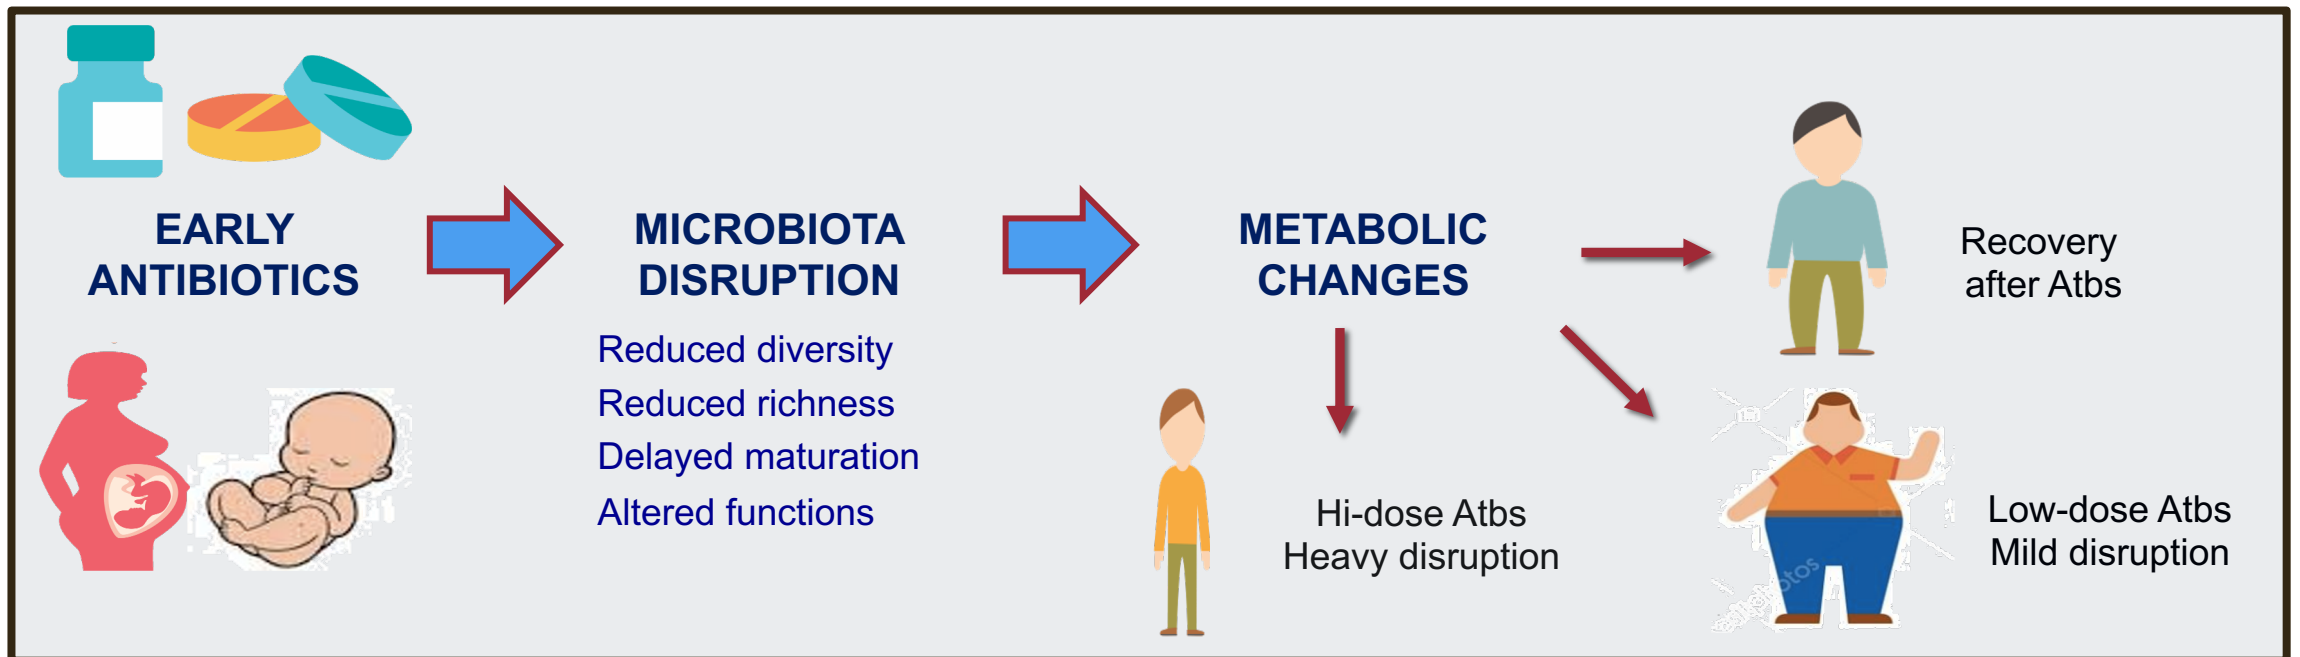 EARLY
ANTIBIOTICS
MICROBIOTA
DISRUPTION
Reduced diversity
Reduced richness
Delayed maturation
Altered functions
METABOLIC
CHANGES
Recovery
after Atbs
Hi-dose Atbs
Heavy disruption
Low-dose Atbs
Mild disruption